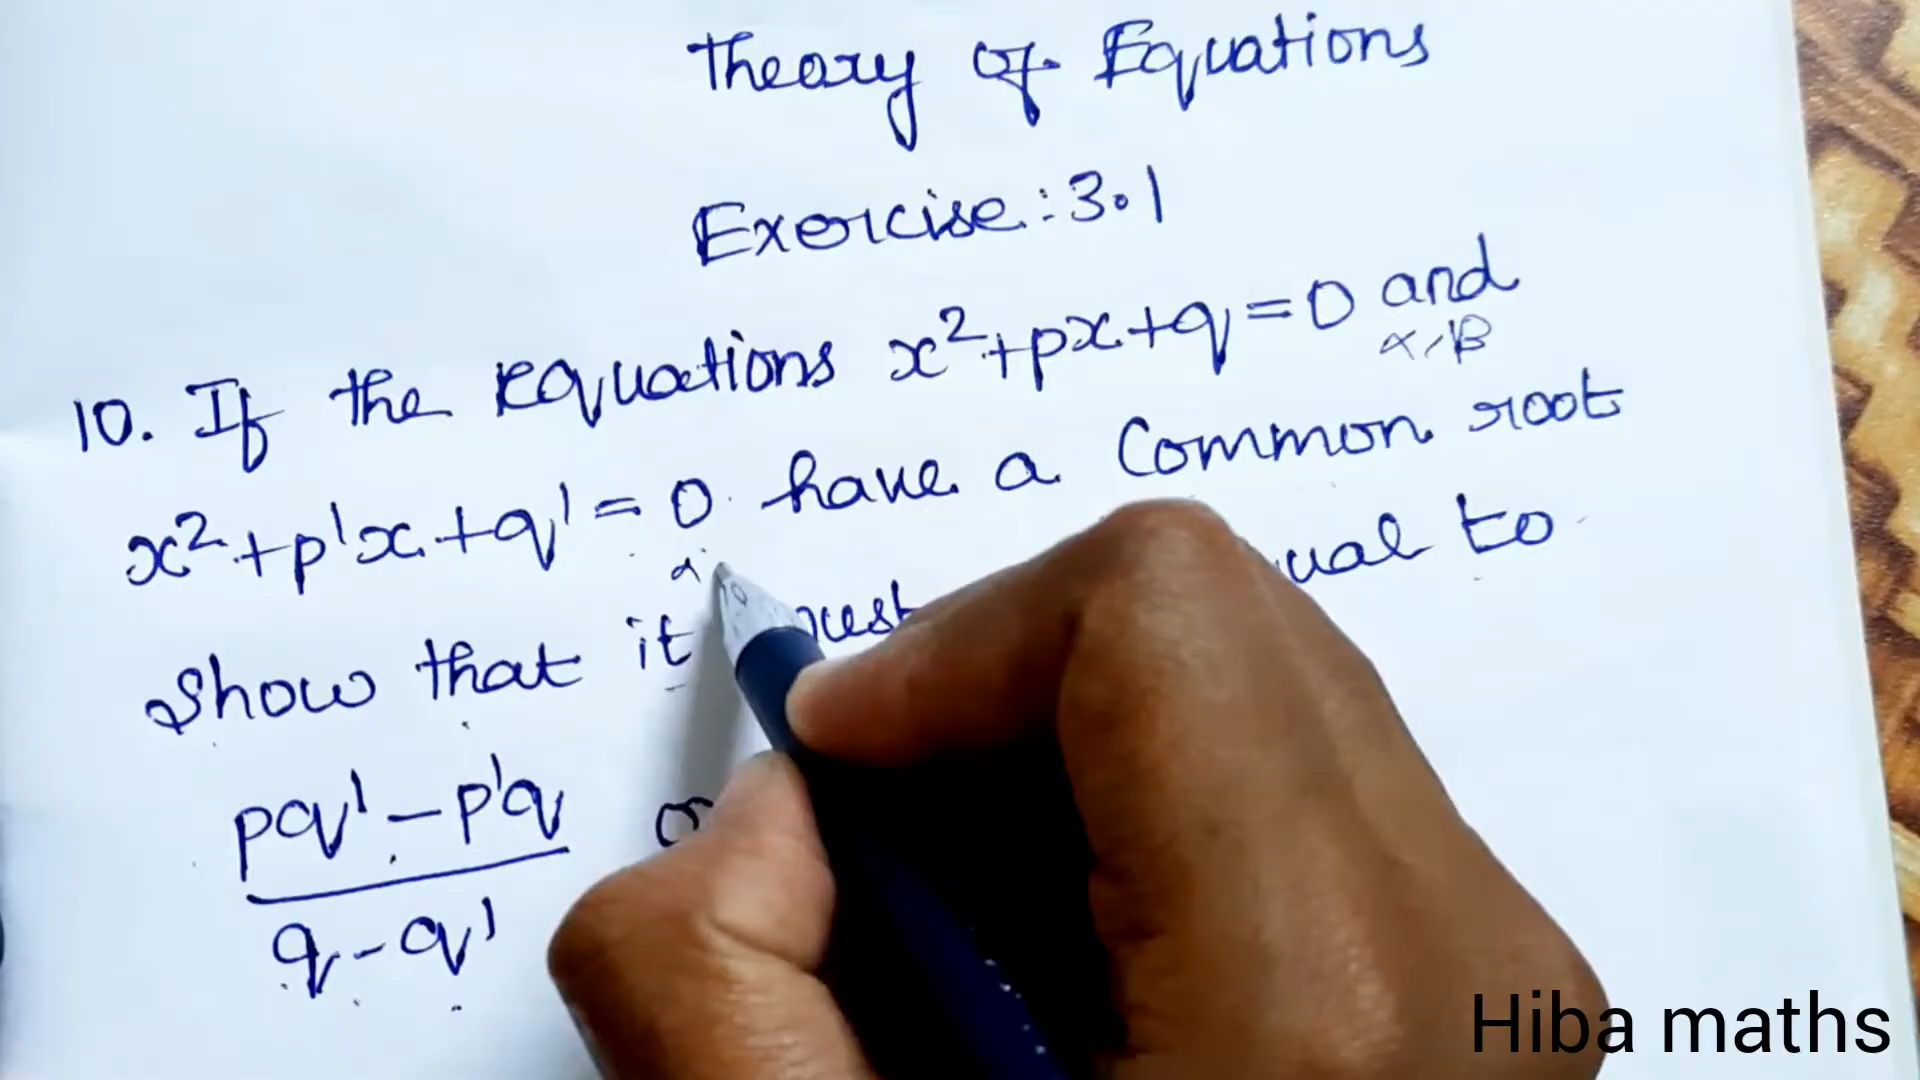 Theory of Equations
Exercise: 3.1
10. If the equations x²+px+q=0 and
α, β
x²+p'x+q'=0 have a common root
α
Show that it to
pq'-p'q
q-q'
Hiba maths